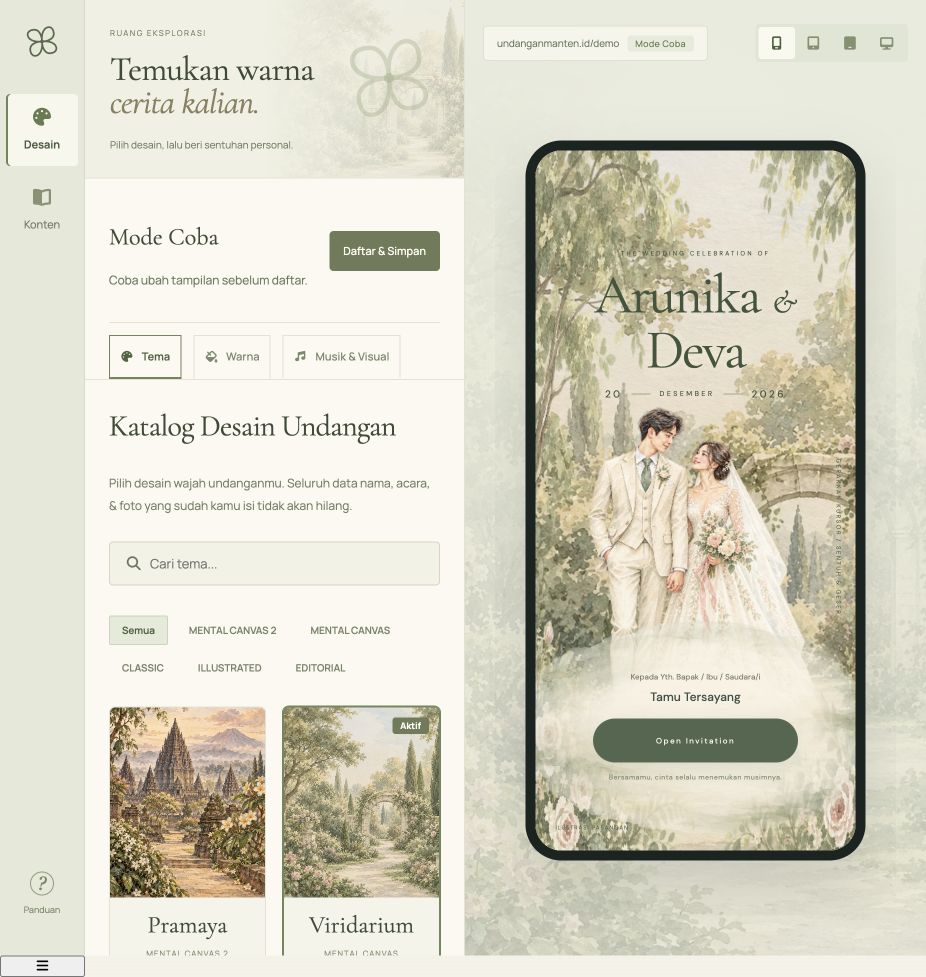 RUANG EKSPLORASI
Temukan warna
cerita kalian.
Pilih desain, lalu beri sentuhan personal.
Desain
Konten
Panduan
Mode Coba
Daftar & Simpan
Coba ubah tampilan sebelum daftar.
Tema
Warna
Musik & Visual
Katalog Desain Undangan
Pilih desain wajah undanganmu. Seluruh data nama, acara,
& foto yang sudah kamu isi tidak akan hilang.
Cari tema...
Semua
MENTAL CANVAS 2
MENTAL CANVAS
CLASSIC
ILLUSTRATED
EDITORIAL
Aktif
Pramaya
Viridarium
MENTAL CANVAS 2
MENTAL CANVAS
undanganmanten.id/demo
Mode Coba
THE WEDDING CELEBRATION OF
Arunika &
Deva
20 DESEMBER 2026
Kepada Yth. Bapak / Ibu / Saudara/i
Tamu Tersayang
Open Invitation
Bersamamu, cinta selalu menemukan musimnya.